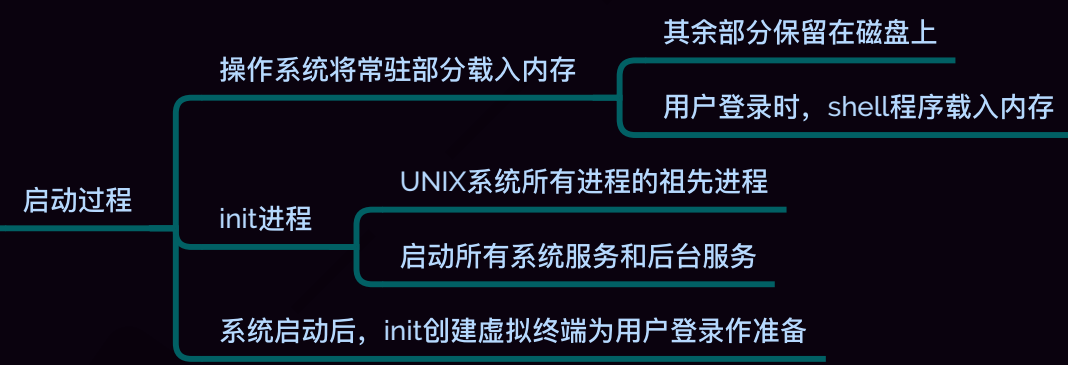 启动过程
操作系统将常驻部分载入内存
其余部分保留在磁盘上
用户登录时，shell程序载入内存
init进程
UNIX系统所有进程的祖先进程
启动所有系统服务和后台服务
系统启动后，init创建虚拟终端为用户登录作准备